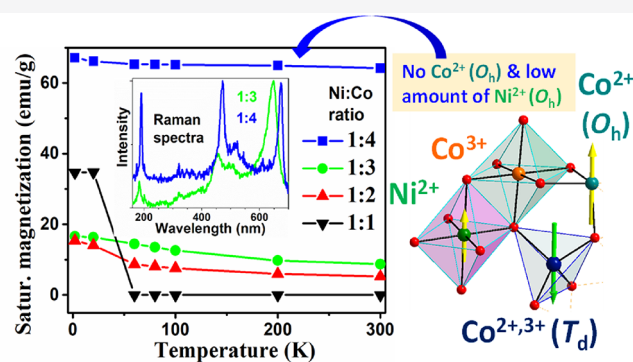 Satur. magnetization (emu/g)
60
40
20
0
0
100
200
300
Temperature (K)
Intensity
Raman
spectra
1:3
1:4
200
400
600
Wavelength (nm)
Ni:Co
ratio
1:4
1:3
1:2
1:1
No Co2+ (Oh) & low
amount of Ni2+ (Oh)
Co2+
(Oh)
Co3+
Ni2+
Co2+,3+ (Td)